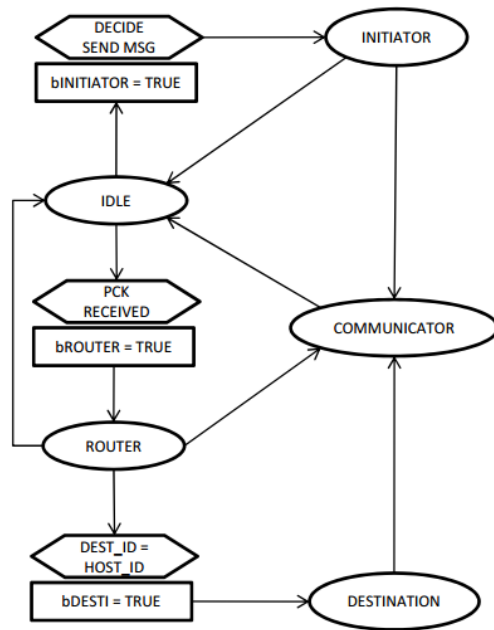 DECIDE
SEND MSG
INITIATOR
bINITIATOR = TRUE
IDLE
PCK
RECEIVED
COMMUNICATOR
bROUTER = TRUE
ROUTER
DEST_ID =
HOST_ID
bDESTI = TRUE
DESTINATION